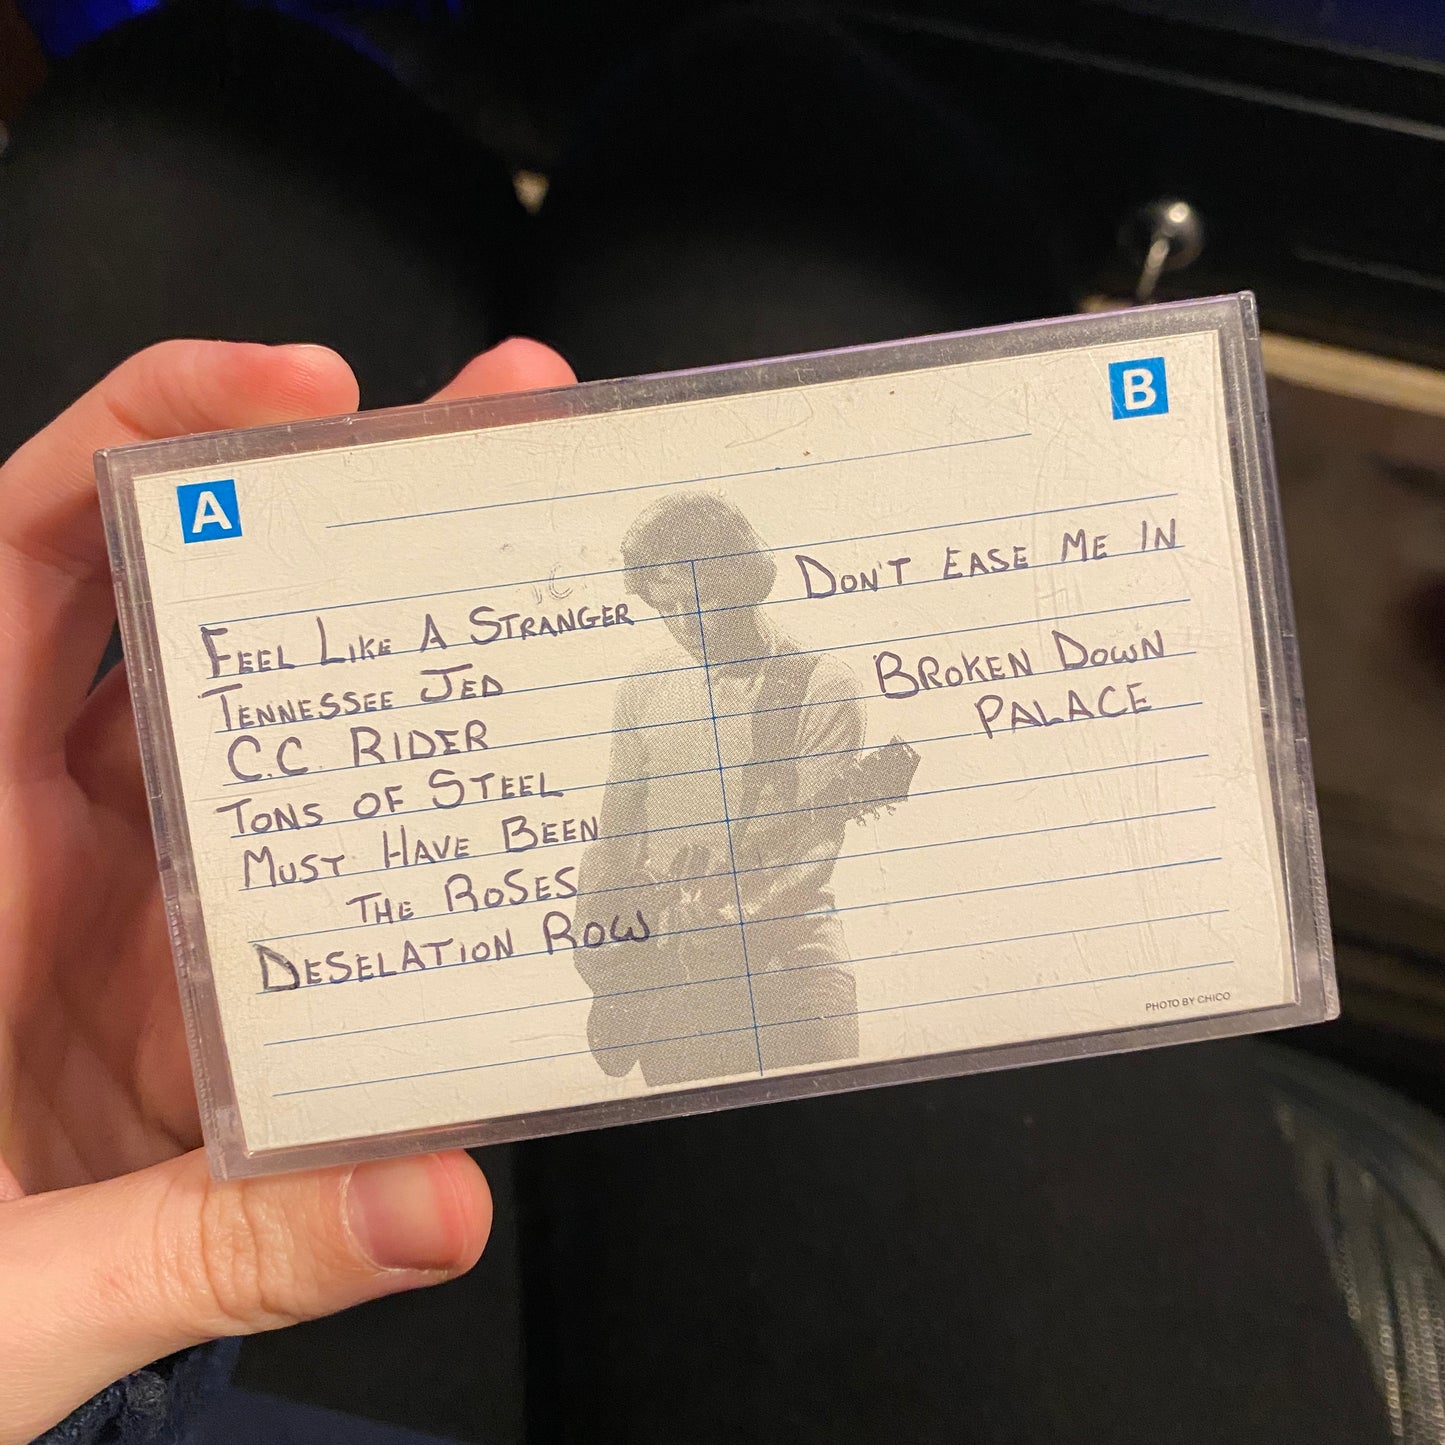 A
B
FEEL LIKE A STRANGER
TENNESSEE JED
C.C. RIDER
TONS OF STEEL
MUST HAVE BEEN
THE ROSES
DESELATION ROW
DON'T EASE ME IN
BROKEN DOWN
PALACE
PHOTO BY CHICO